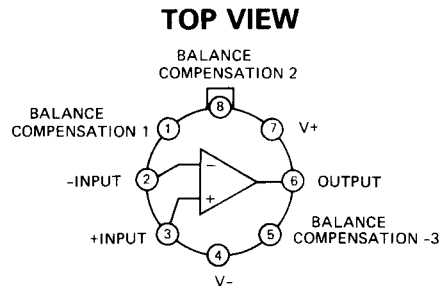 TOP VIEW
BALANCE
COMPENSATION 2
8
BALANCE
COMPENSATION 1
1
7
V+
-INPUT
2
−
6
OUTPUT
+
+INPUT
3
5
BALANCE
COMPENSATION -3
4
V-